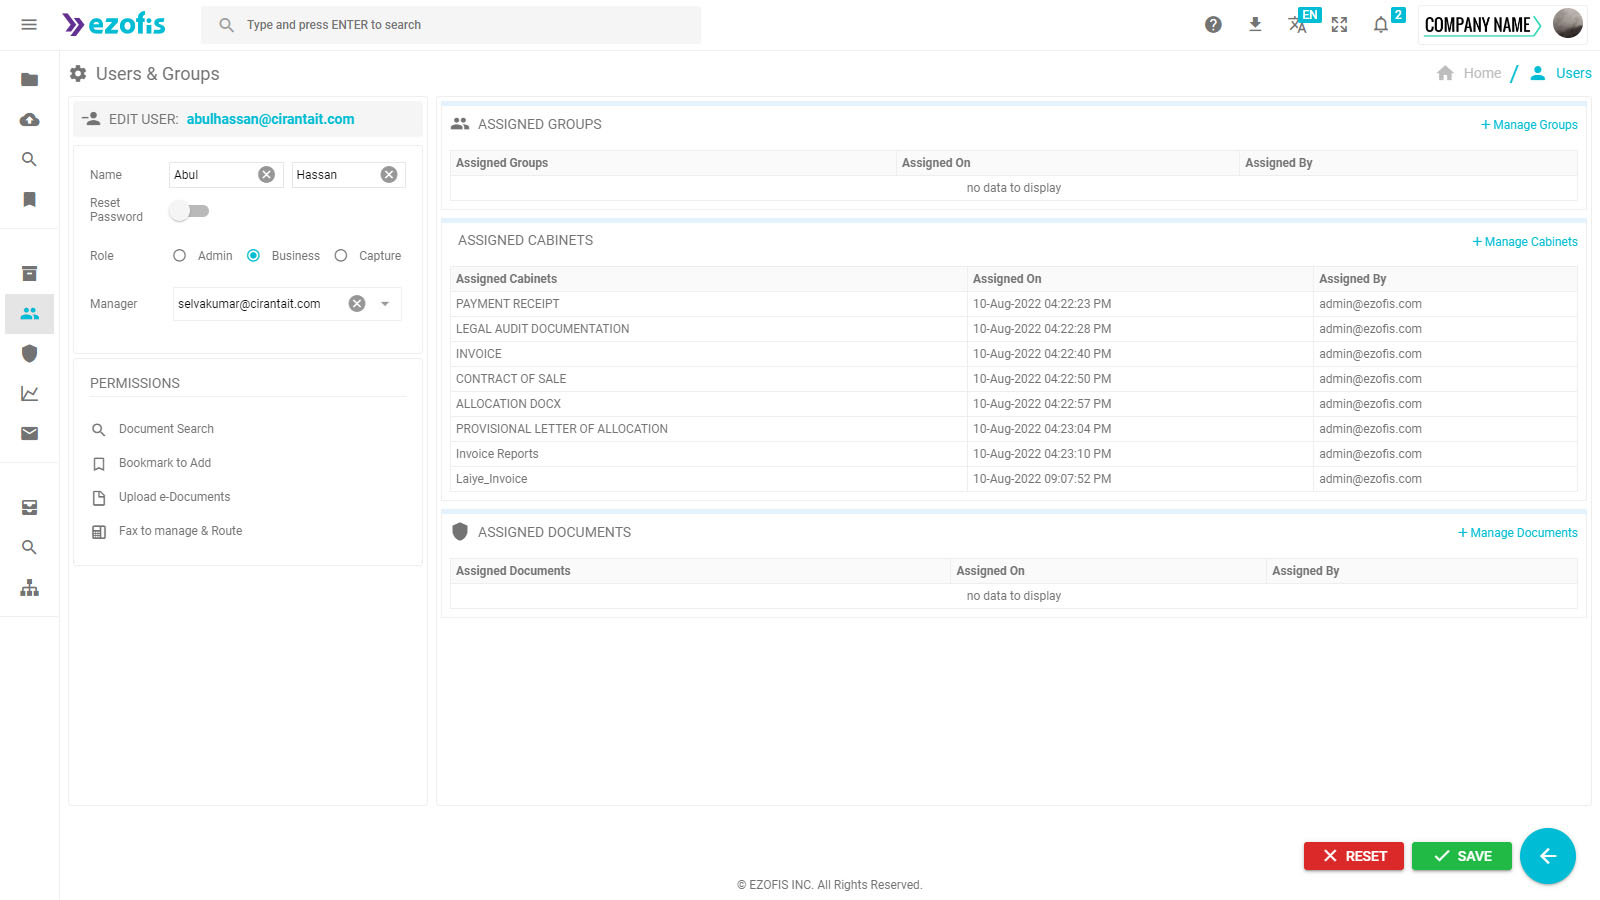 ezofis
Type and press ENTER to search
EN
2
COMPANY NAME
Users & Groups
Home / Users
EDIT USER: abulhassan@cirantait.com
Name
Abul
Hassan
Reset
Password
Role
Admin
Business
Capture
Manager
selvakumar@cirantait.com
PERMISSIONS
Document Search
Bookmark to Add
Upload e-Documents
Fax to manage & Route
ASSIGNED GROUPS
+ Manage Groups
Assigned Groups Assigned On Assigned By
no data to display
ASSIGNED CABINETS
+ Manage Cabinets
Assigned Cabinets Assigned On Assigned By
PAYMENT RECEIPT 10-Aug-2022 04:22:23 PM admin@ezofis.com
LEGAL AUDIT DOCUMENTATION 10-Aug-2022 04:22:28 PM admin@ezofis.com
INVOICE 10-Aug-2022 04:22:40 PM admin@ezofis.com
CONTRACT OF SALE 10-Aug-2022 04:22:50 PM admin@ezofis.com
ALLOCATION DOCX 10-Aug-2022 04:22:57 PM admin@ezofis.com
PROVISIONAL LETTER OF ALLOCATION 10-Aug-2022 04:23:04 PM admin@ezofis.com
Invoice Reports 10-Aug-2022 04:23:10 PM admin@ezofis.com
Laiye_Invoice 10-Aug-2022 09:07:52 PM admin@ezofis.com
ASSIGNED DOCUMENTS
+ Manage Documents
Assigned Documents Assigned On Assigned By
no data to display
RESET
SAVE
© EZOFIS INC. All Rights Reserved.